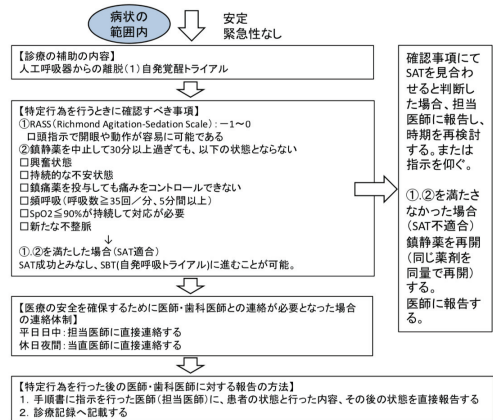 病状の
範囲内
安定
緊急性なし
【診療の補助の内容】
人工呼吸器からの離脱(1)自発覚醒トライアル
【特定行為を行うときに確認すべき事項】
①RASS(Richmond Agitation-Sedation Scale):－1～0
口頭指示で開眼や動作が容易に可能である
②鎮静薬を中止して30分以上過ぎても、以下の状態とならない
□興奮状態
□持続的な不安状態
□鎮痛薬を投与しても痛みをコントロールできない
□頻呼吸(呼吸数≧35回/分、5分間以上)
□SpO2≦90%が持続して対応が必要
□新たな不整脈
↓
①.②を満たした場合(SAT適合)
SAT成功とみなし、SBT(自発呼吸トライアル)に進むことが可能。
確認事項にて
SATを見合わ
せると判断し
た場合、担当
医師に報告し、
時期を再検討
する。または
指示を仰ぐ。
①.②を満たさ
なかった場合
(SAT不適合)
鎮静薬を再開
(同じ薬剤を
同量で再開)
する。
医師に報告す
る。
【医療の安全を確保するために医師・歯科医師との連絡が必要となった場合
の連絡体制】
平日日中:担当医師に直接連絡する
休日夜間:当直医師に直接連絡する
【特定行為を行った後の医師・歯科医師に対する報告の方法】
1．手順書に指示を行った医師(担当医師)に、患者の状態と行った内容、その後の状態を直接報告する
2．診療記録へ記載する